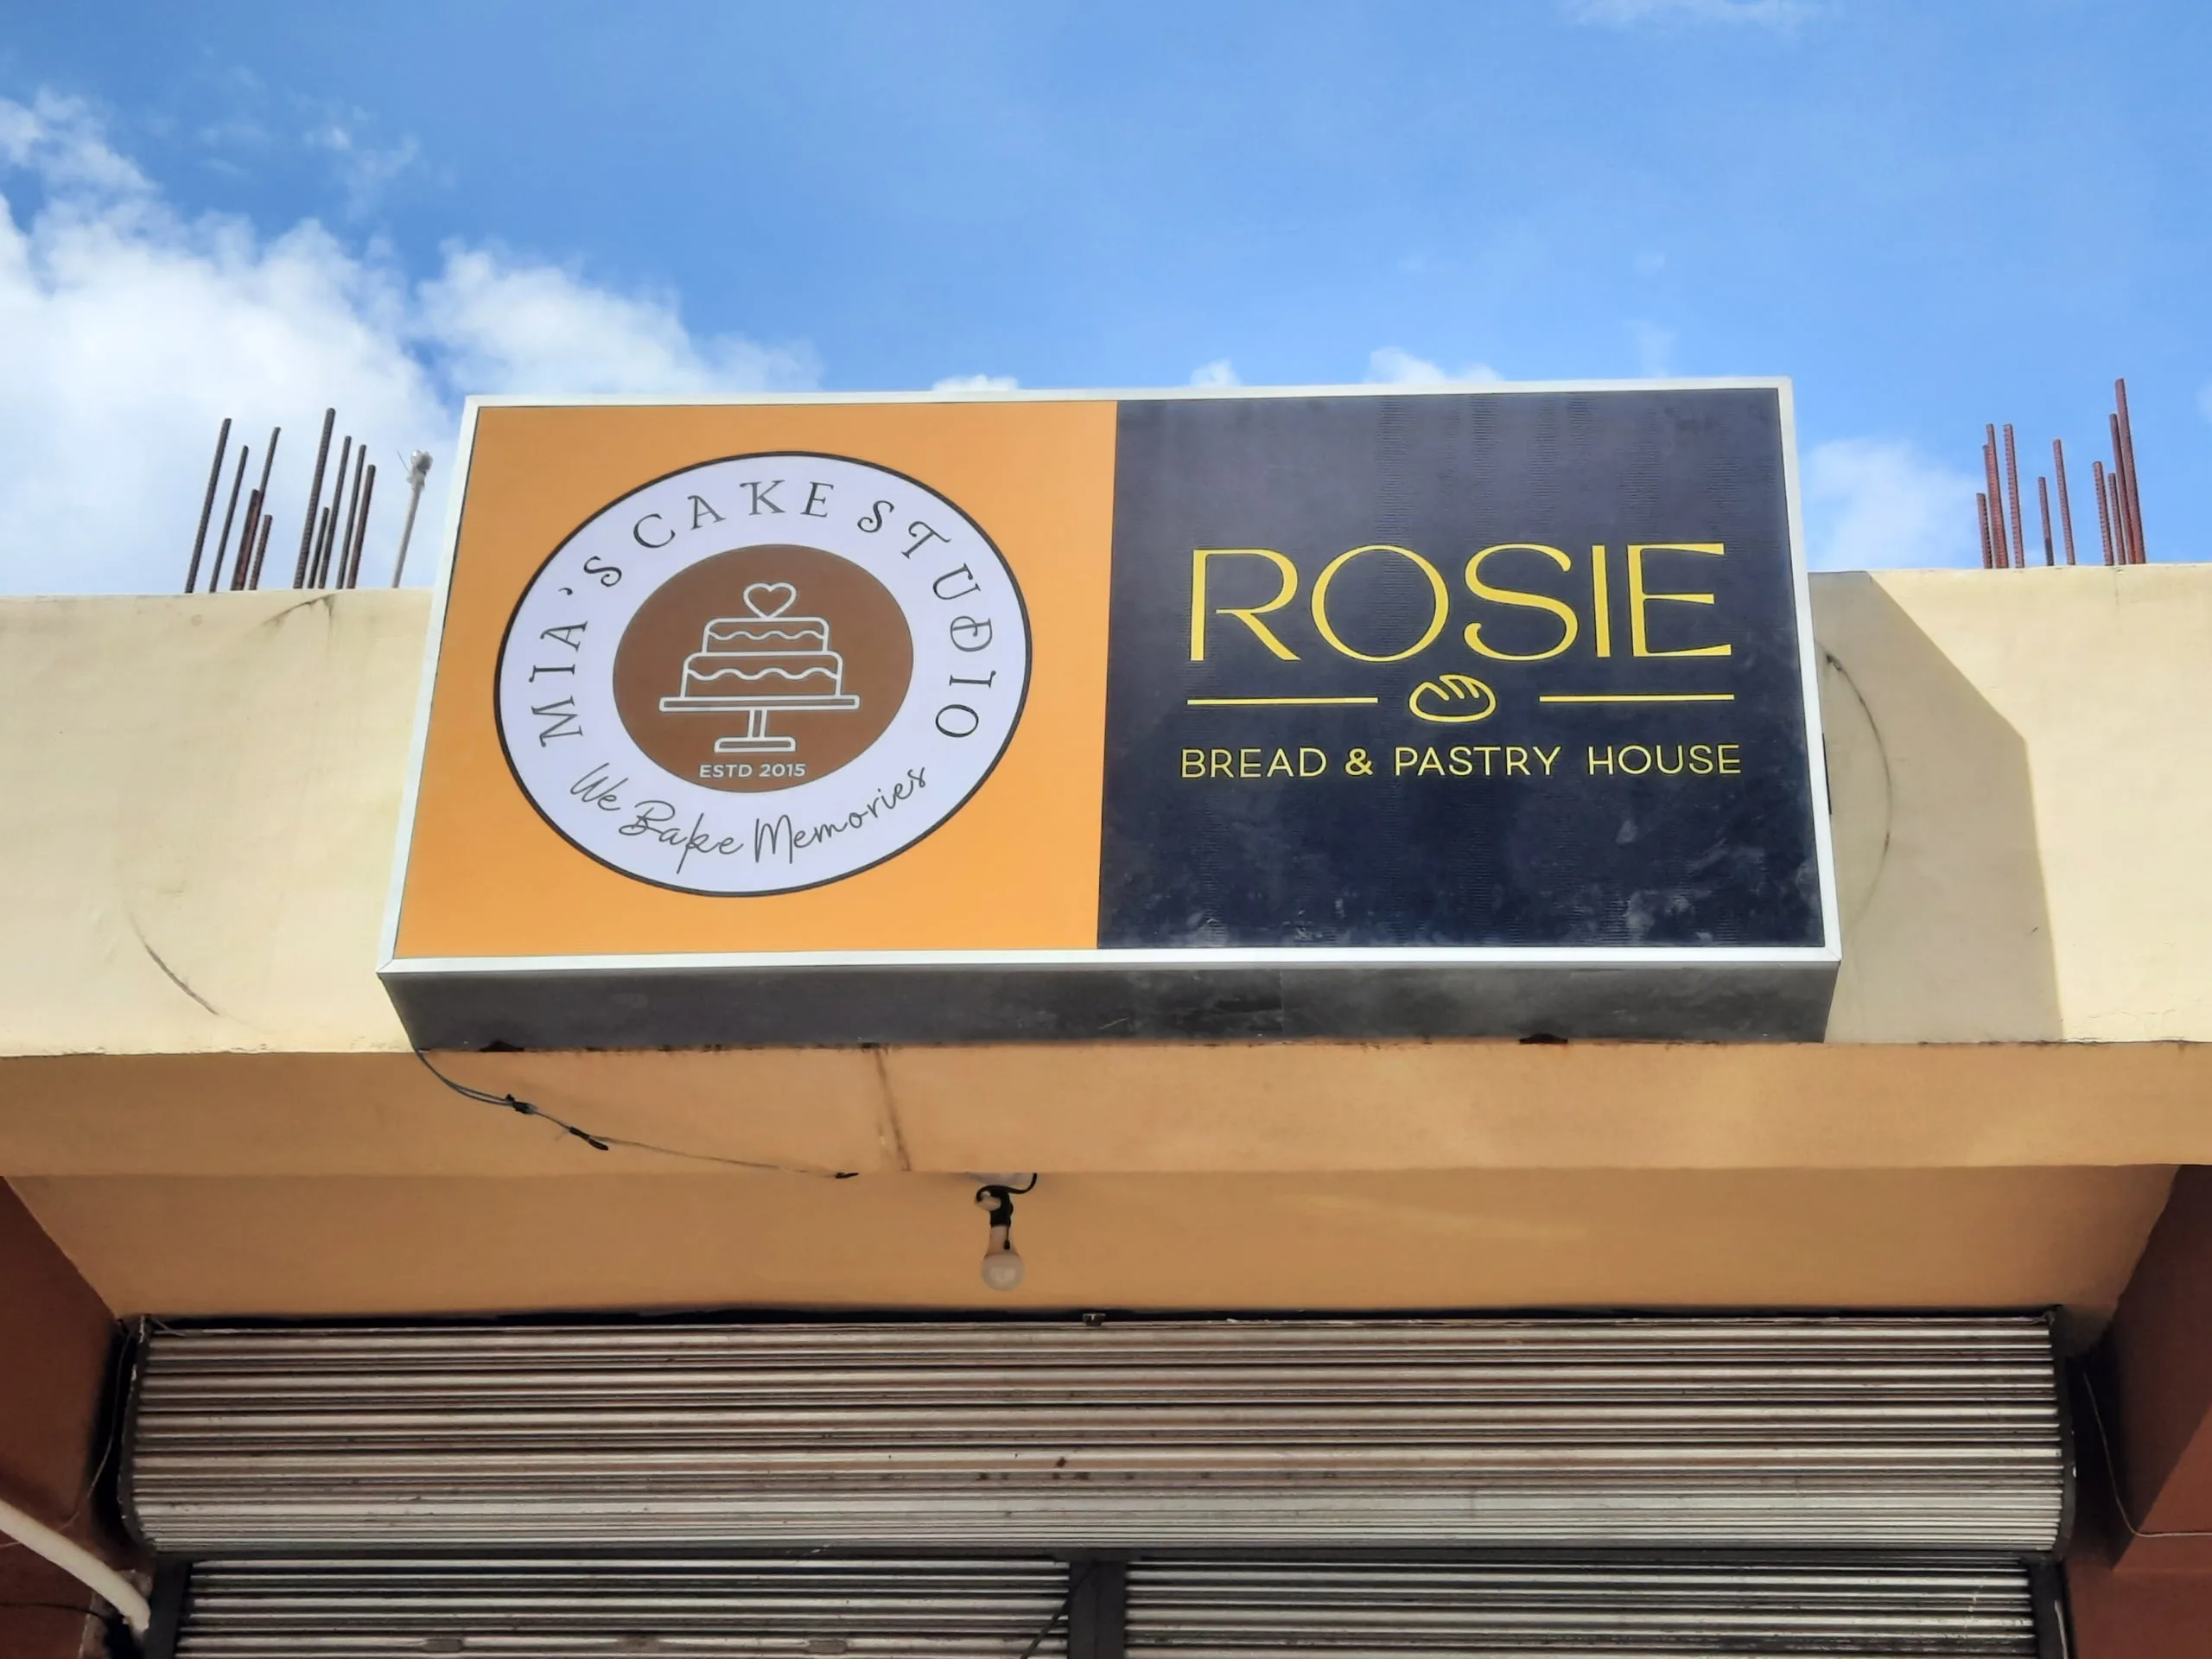 MIA'S CAKE STUDIO
ESTD 2015
We Bake Memories
ROSIE
BREAD & PASTRY HOUSE